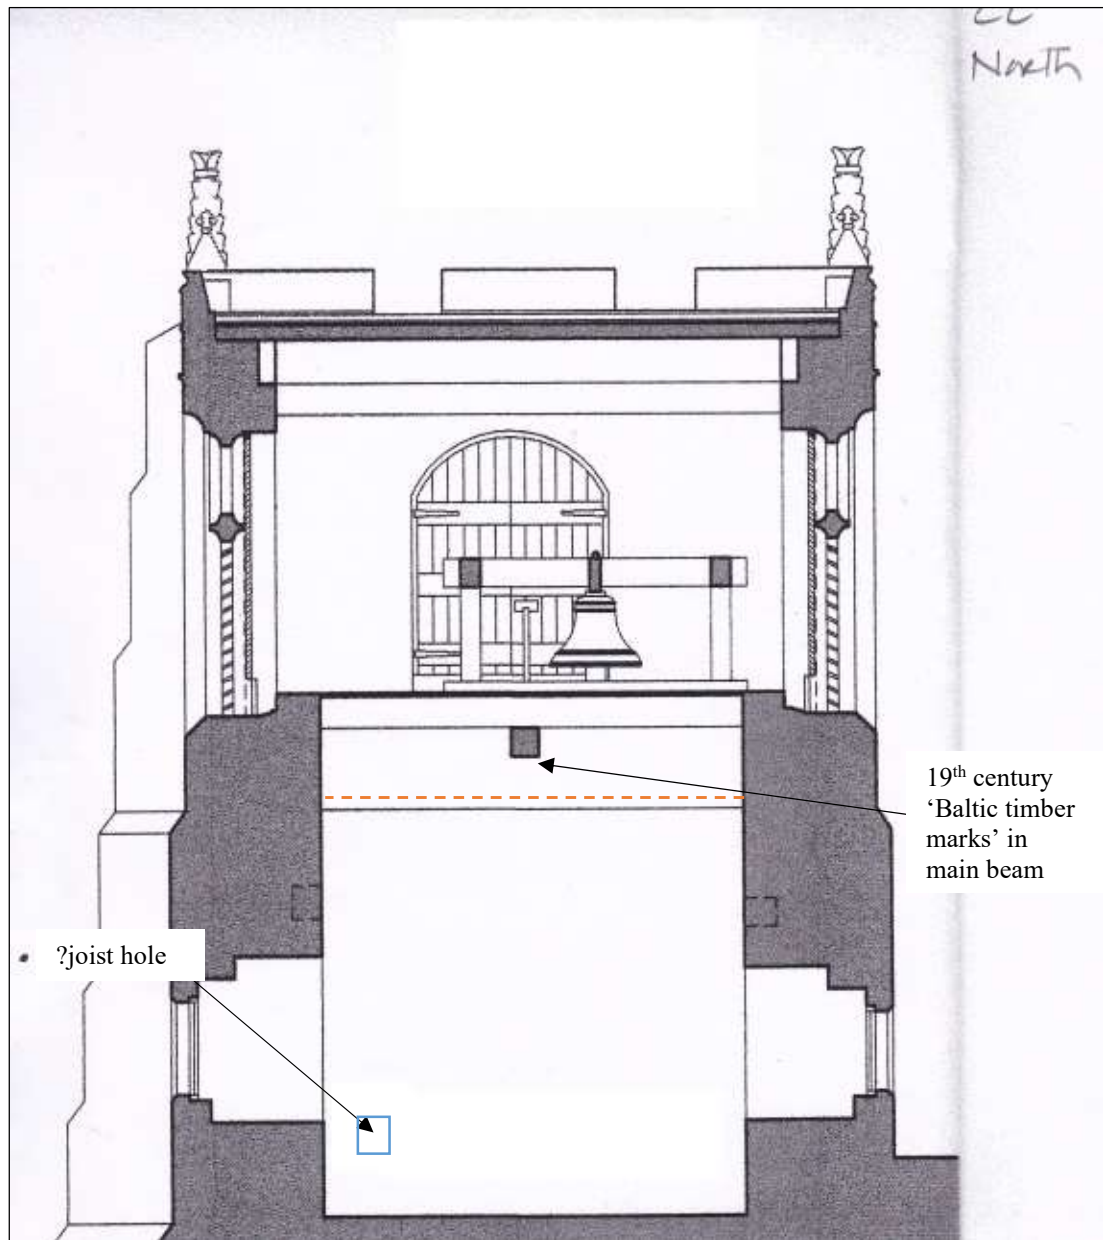 North
19th century
‘Baltic timber
marks’ in
main beam
?joist hole